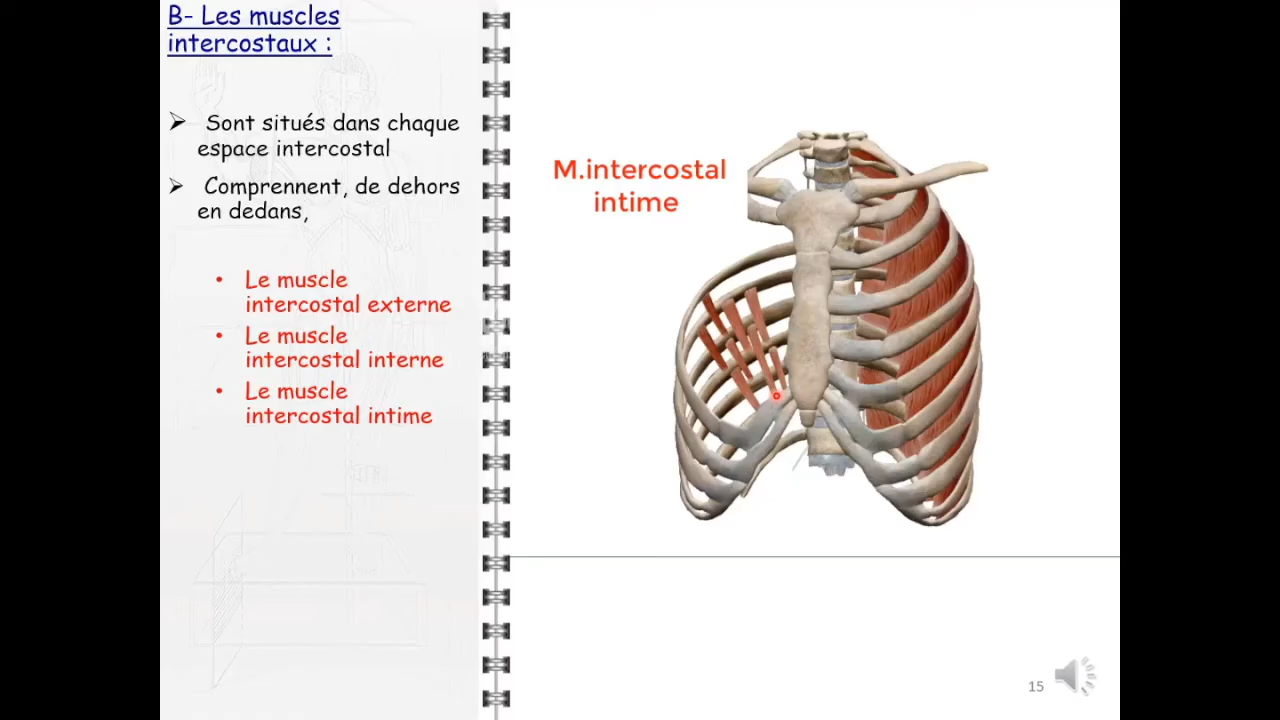 B- Les muscles
intercostaux :
➢ Sont situés dans chaque
espace intercostal
➢ Comprennent, de dehors
en dedans,
• Le muscle
intercostal externe
• Le muscle
intercostal interne
• Le muscle
intercostal intime
M.intercostal
intime
15